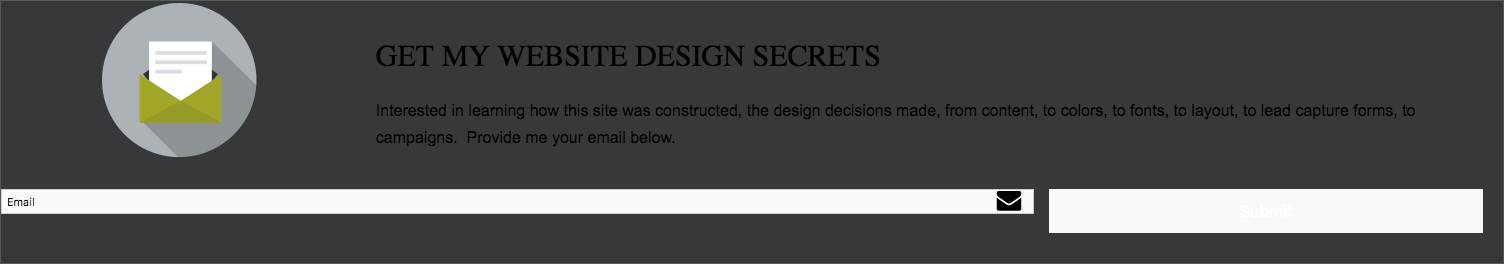 GET MY WEBSITE DESIGN SECRETS
Interested in learning how this site was constructed, the design decisions made, from content, to colors, to fonts, to layout, to lead capture forms, to
campaigns.  Provide me your email below.
Email
Submit